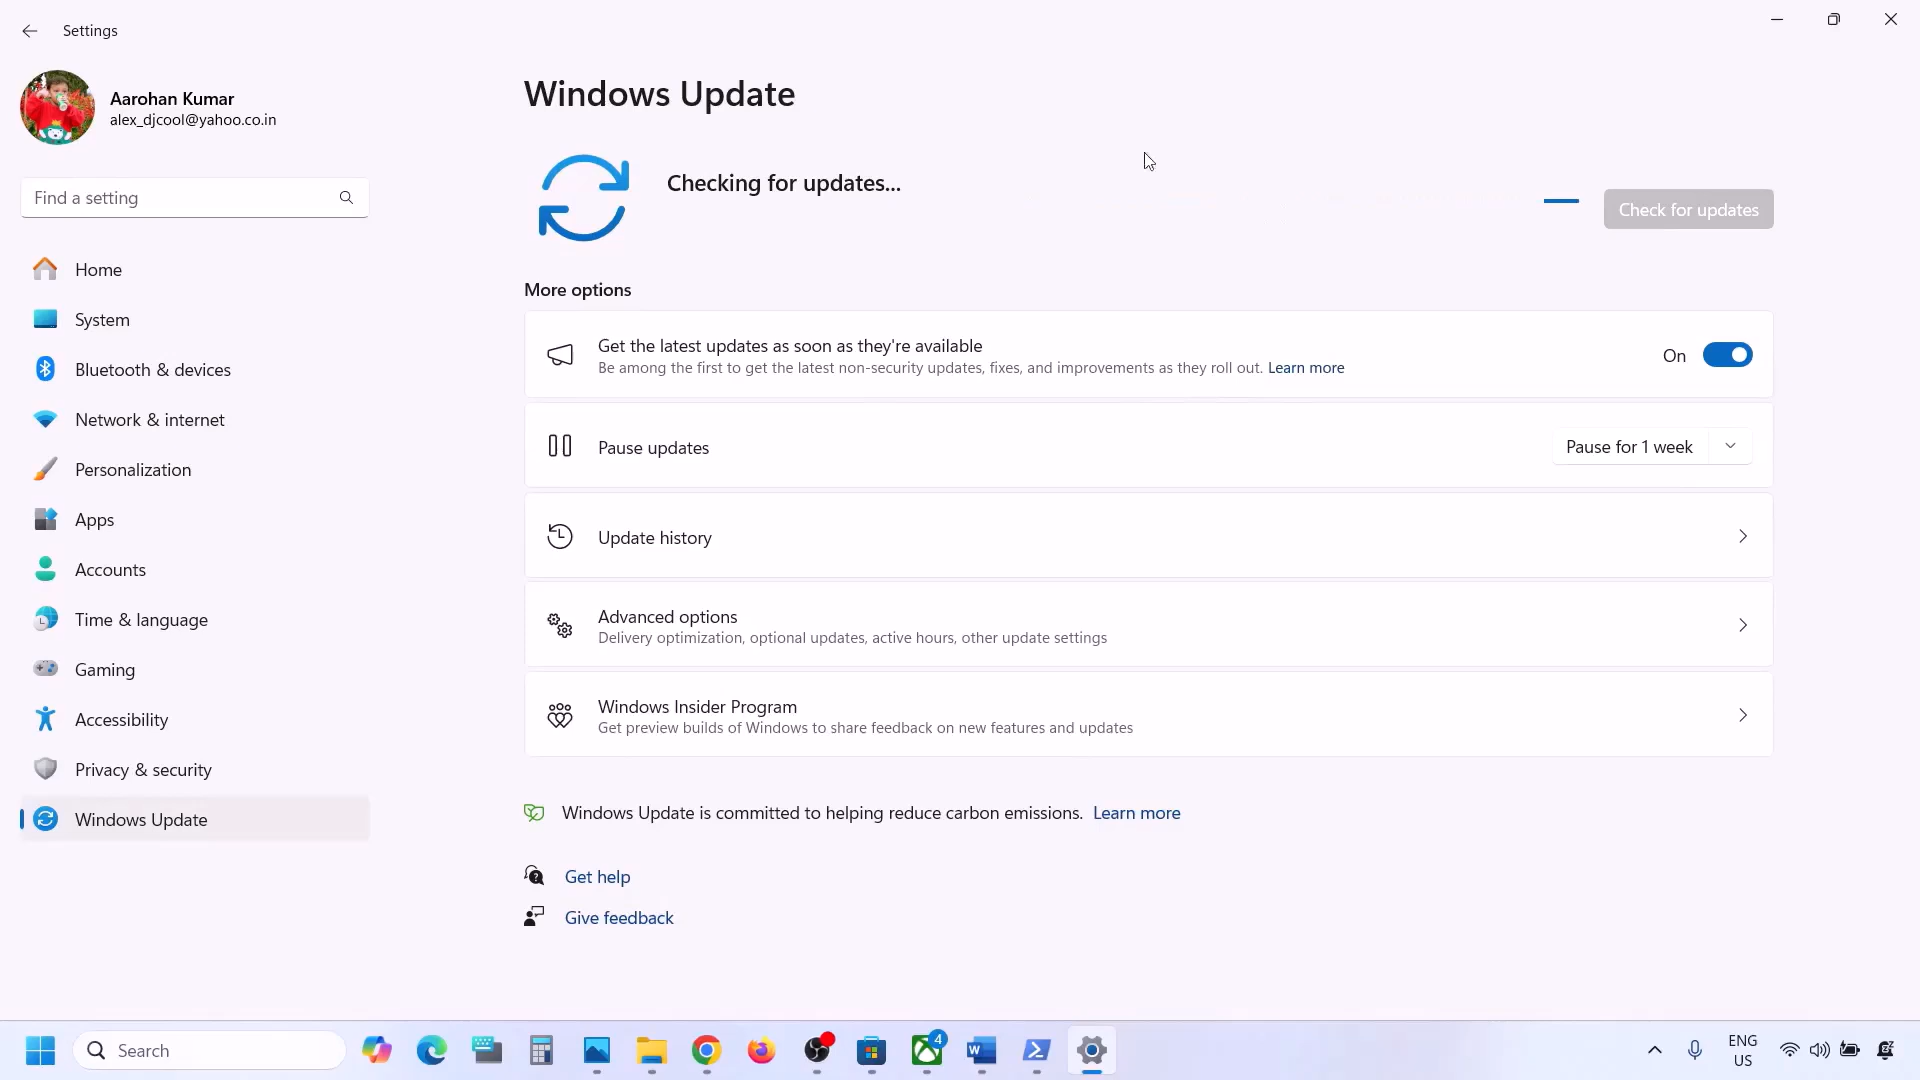 Settings
Aarohan Kumar
alex_djcool@yahoo.co.in
Find a setting
Home
System
Bluetooth & devices
Network & internet
Personalization
Apps
Accounts
Time & language
Gaming
Accessibility
Privacy & security
Windows Update
Windows Update
Checking for updates...
Check for updates
More options
Get the latest updates as soon as they're available
Be among the first to get the latest non-security updates, fixes, and improvements as they roll out. Learn more
On
Pause updates
Pause for 1 week
Update history
Advanced options
Delivery optimization, optional updates, active hours, other update settings
Windows Insider Program
Get preview builds of Windows to share feedback on new features and updates
Windows Update is committed to helping reduce carbon emissions. Learn more
Get help
Give feedback
Search
4
ENG
US